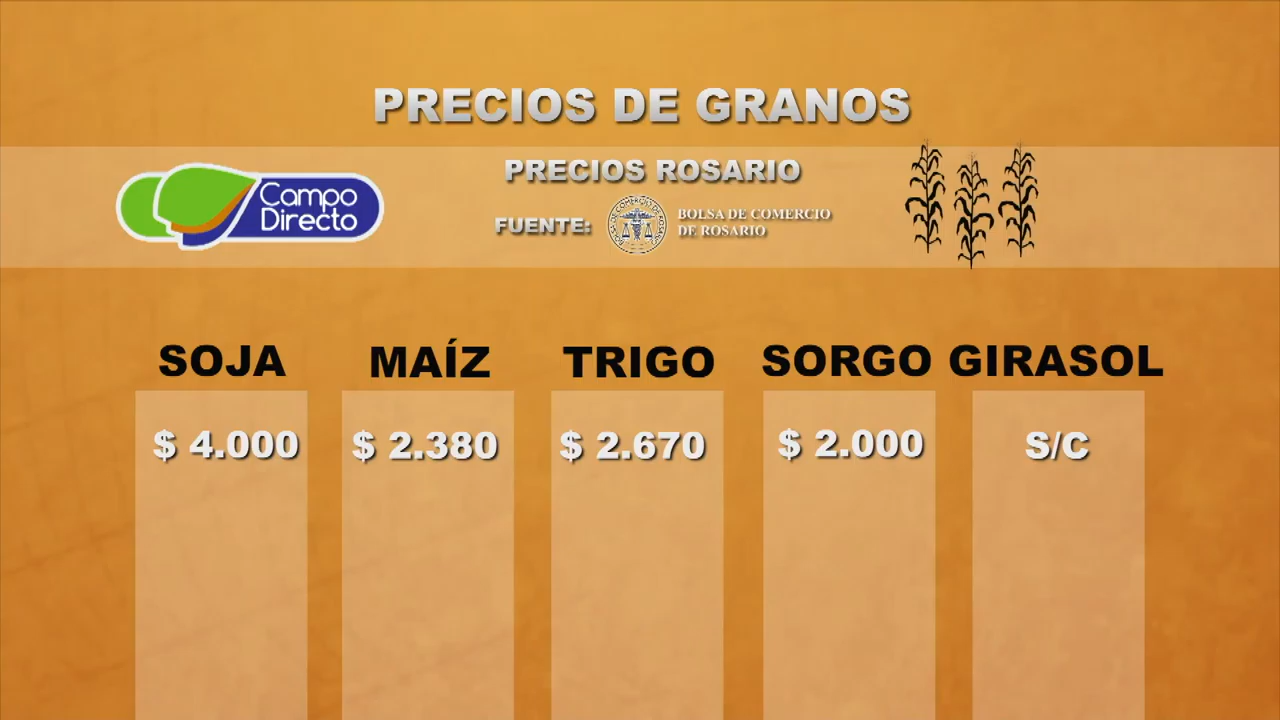 PRECIOS DE GRANOS
Campo
Directo
PRECIOS ROSARIO
FUENTE:
BOLSA DE COMERCIO
DE ROSARIO
SOJA MAÍZ TRIGO SORGO GIRASOL
$ 4.000 $ 2.380 $ 2.670 $ 2.000 S/C